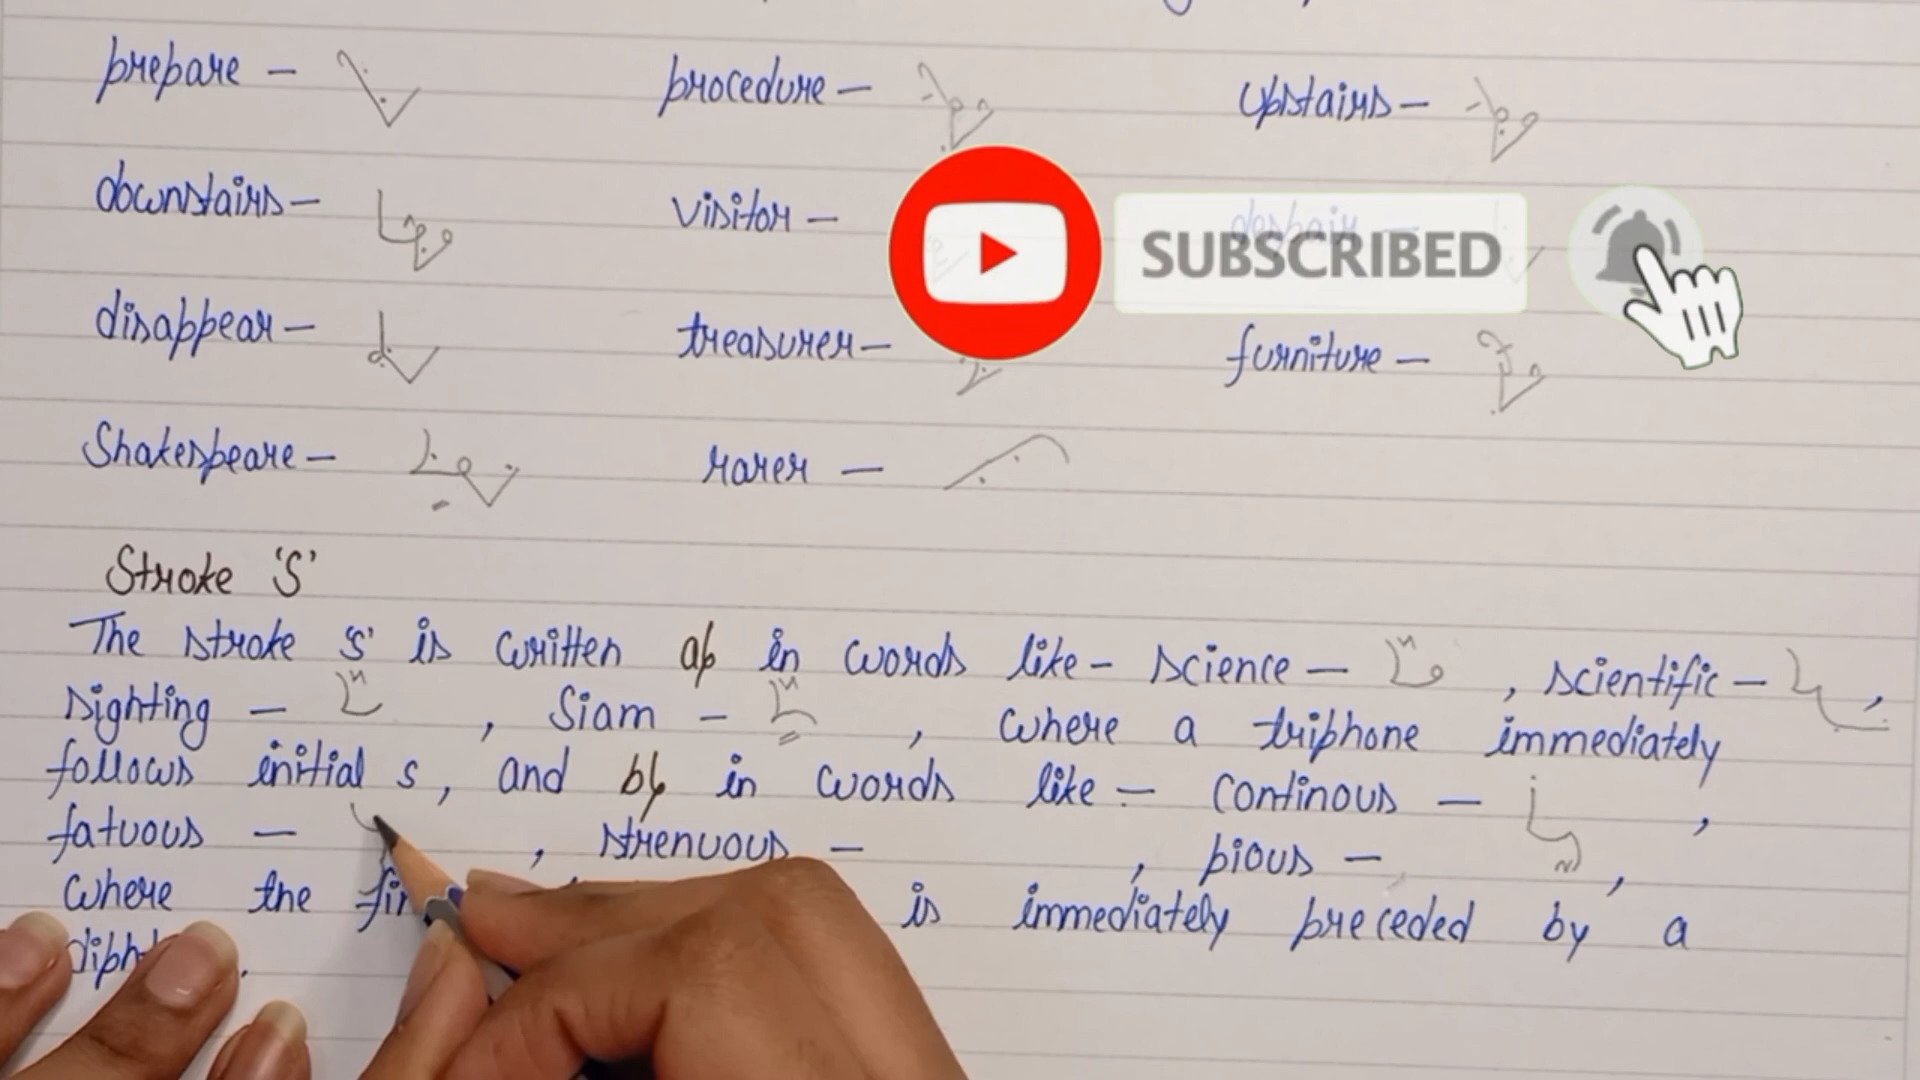 prepare – procedure – Upstairs –
downstairs – visitor – despair –
SUBSCRIBED
disappear – treasurer – furniture –
Shakespeare – rarer –
Stroke 'S'
The stroke 'S' is written a/ in words like – science – , scientific – ,
sighting – , Siam – , where a triphone immediately
follows initial s, and b/ in words like – continous – ,
fatuous – , strenuous – , pious – ,
where the is immediately preceded by a